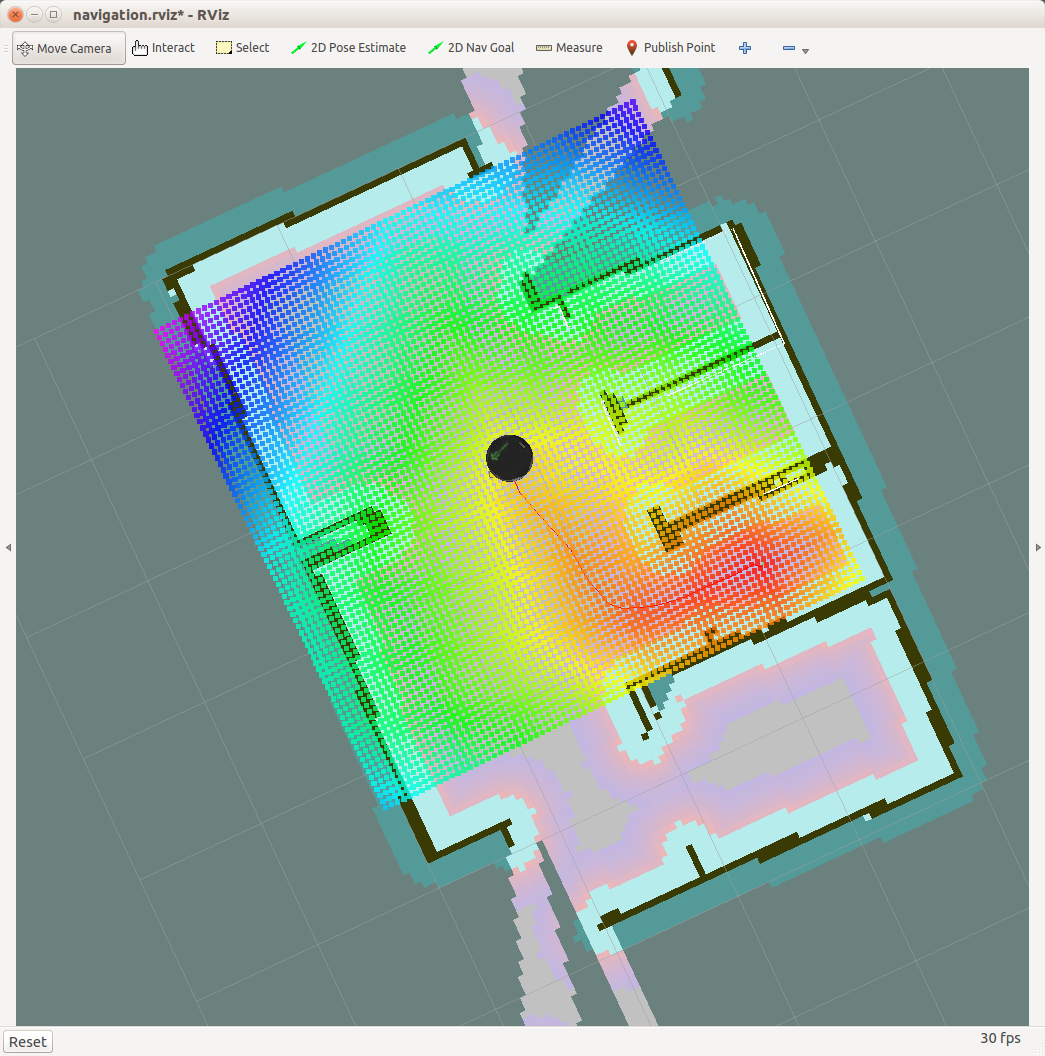 navigation.rviz* - RViz
Move Camera Interact Select 2D Pose Estimate 2D Nav Goal Measure Publish Point
Reset 30 fps